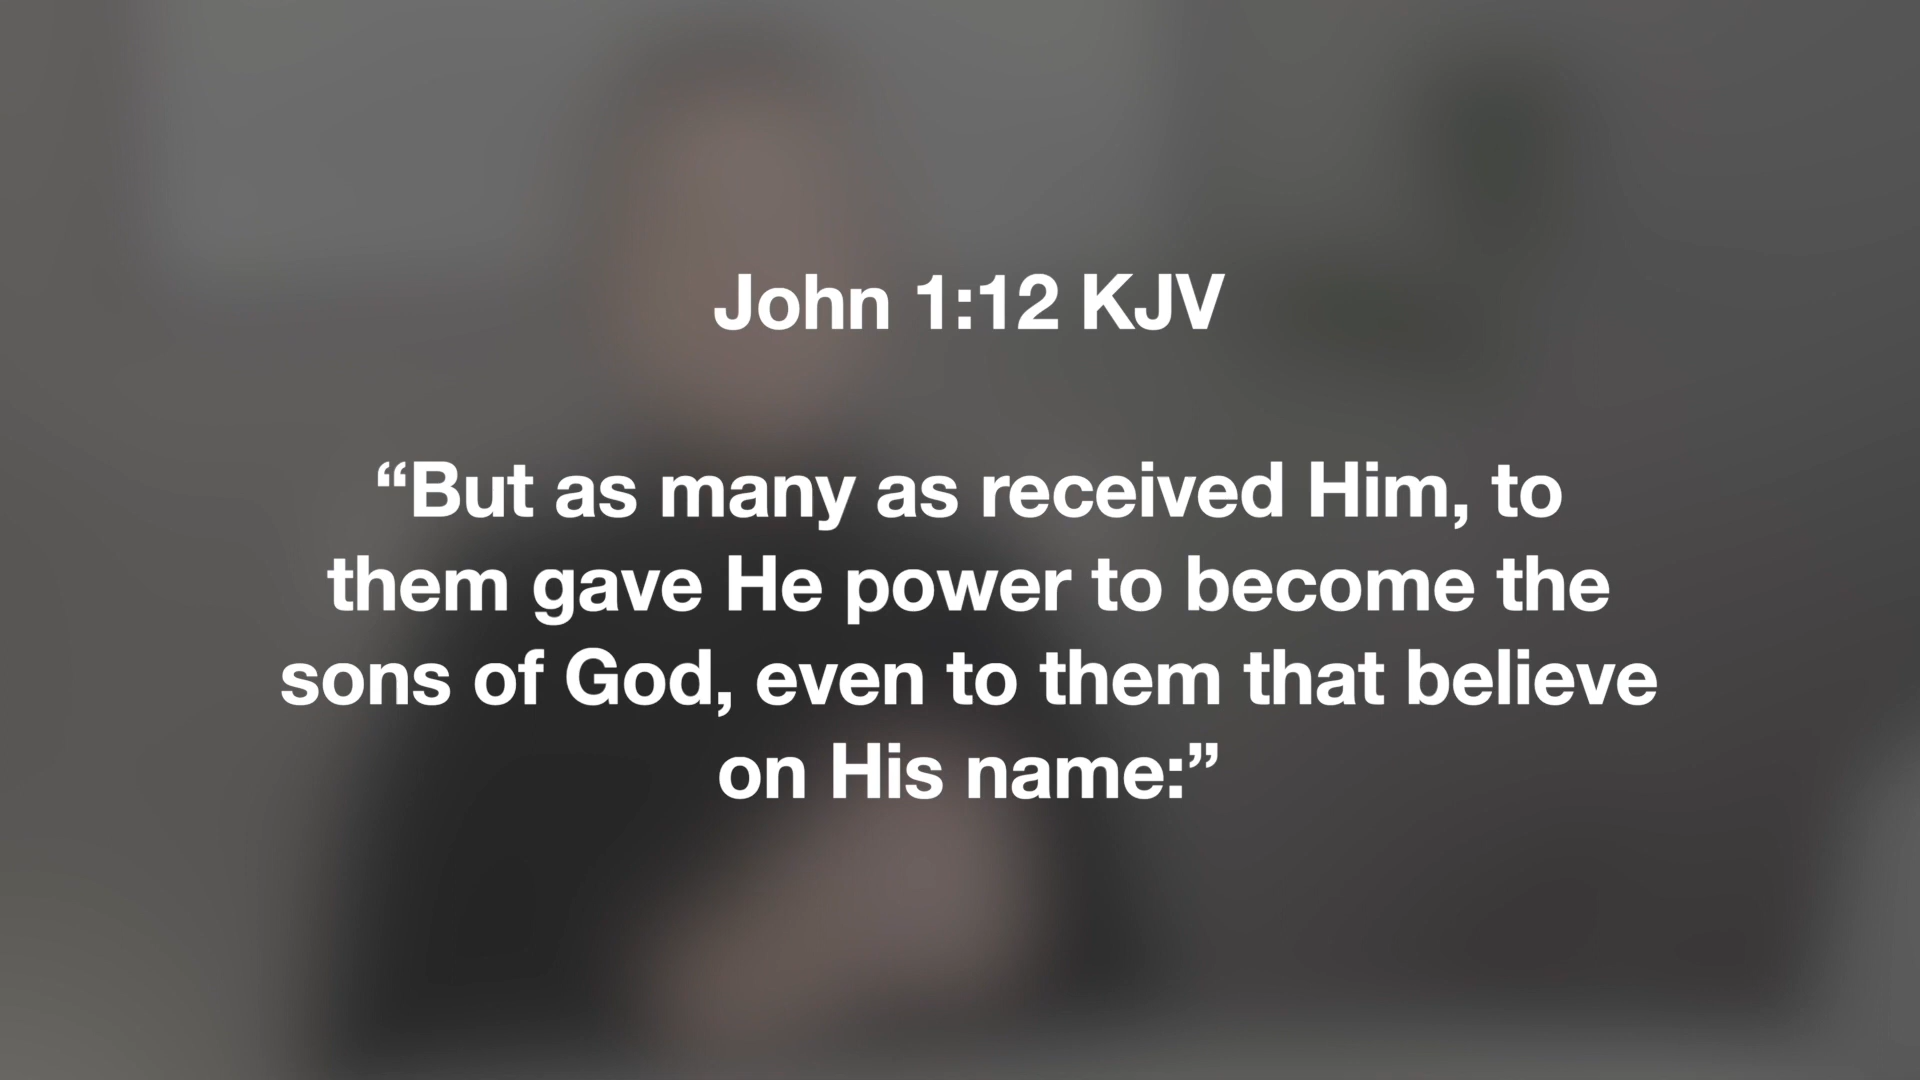 John 1:12 KJV
“But as many as received Him, to
them gave He power to become the
sons of God, even to them that believe
on His name:”